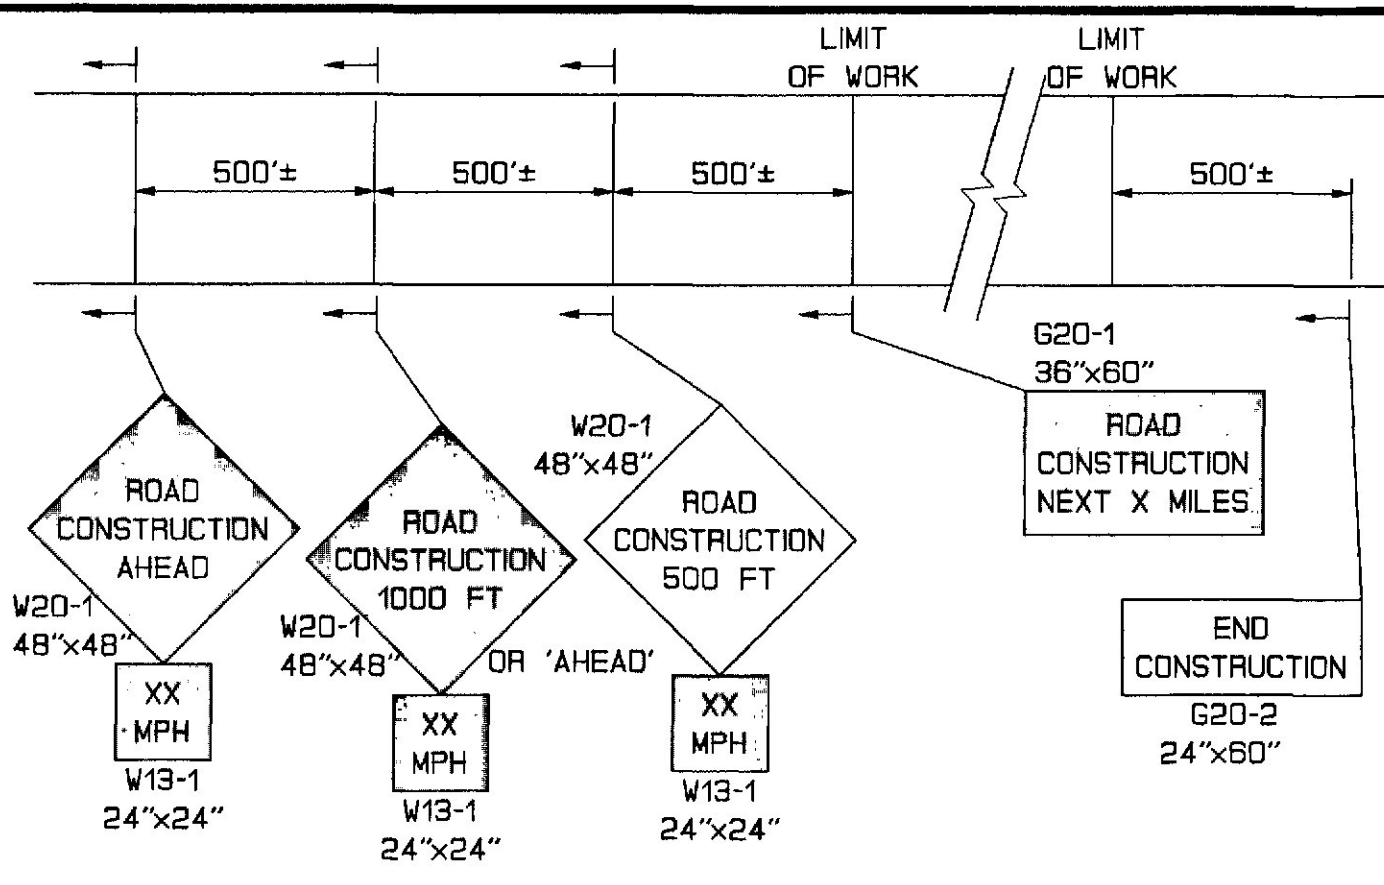 LIMIT
OF WORK
LIMIT
OF WORK
500'±
500'±
500'±
500'±
G20-1
36"x60"
ROAD
CONSTRUCTION
NEXT X MILES
W20-1
48"x48"
ROAD
CONSTRUCTION
AHEAD
W20-1
48"x48"
XX
MPH
W13-1
24"x24"
ROAD
CONSTRUCTION
1000 FT
W20-1
48"x48"
OR 'AHEAD'
XX
MPH
W13-1
24"x24"
ROAD
CONSTRUCTION
500 FT
XX
MPH
W13-1
24"x24"
END
CONSTRUCTION
G20-2
24"x60"